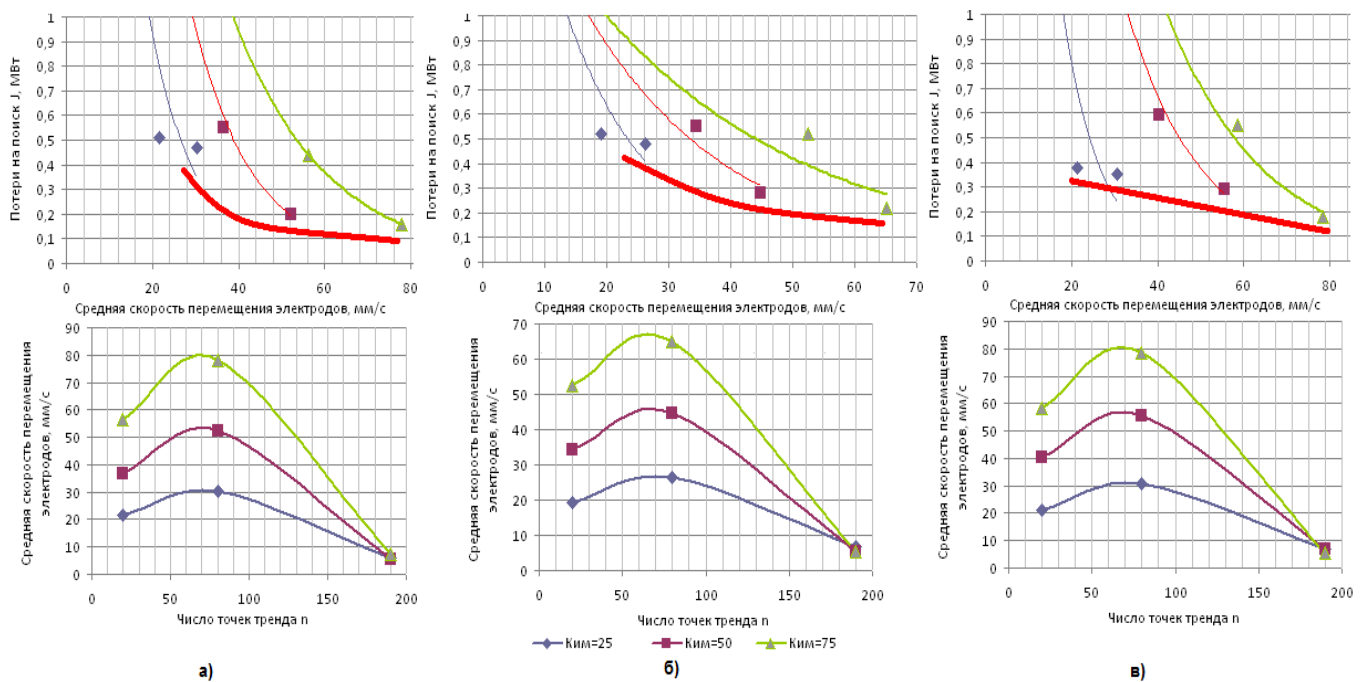 Потери на поиск J, МВт
1
0,9
0,8
0,7
0,6
0,5
0,4
0,3
0,2
0,1
0
0 20 40 60 80
Средняя скорость перемещения электродов, мм/с
Потери на поиск J, МВт
1
0,9
0,8
0,7
0,6
0,5
0,4
0,3
0,2
0,1
0
0 10 20 30 40 50 60 70
Средняя скорость перемещения электродов, мм/с
Потери на поиск J, МВт
1
0,9
0,8
0,7
0,6
0,5
0,4
0,3
0,2
0,1
0
0 20 40 60 80
Средняя скорость перемещения электродов, мм/с
Средняя скорость перемещения
электродов, мм/с
90
80
70
60
50
40
30
20
10
0
0 50 100 150 200
Число точек тренда n
Средняя скорость перемещения
электродов, мм/с
70
60
50
40
30
20
10
0
0 50 100 150 200
Число точек тренда n
Средняя скорость перемещения
электродов, мм/с
90
80
70
60
50
40
30
20
10
0
0 50 100 150 200
Число точек тренда n
Ким=25 Ким=50 Ким=75
а) б) в)